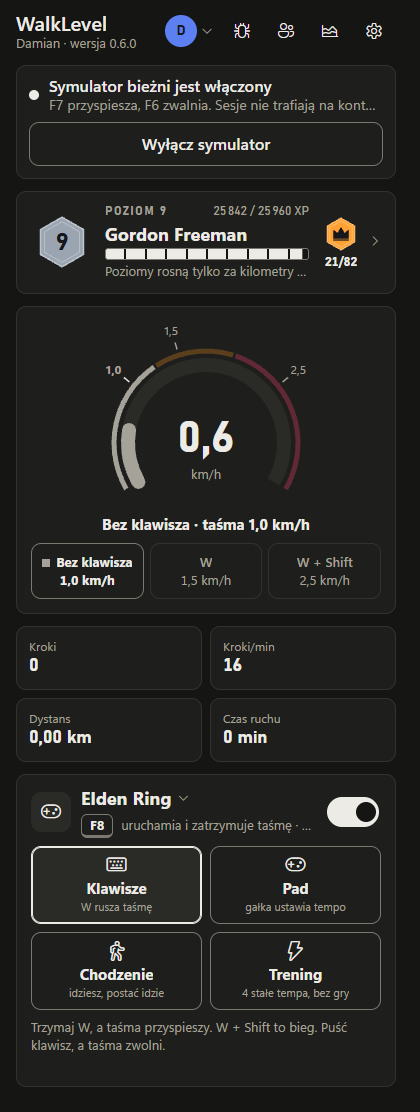 WalkLevel
Damian · wersja 0.6.0
D
Symulator bieżni jest włączony
F7 przyspiesza, F6 zwalnia. Sesje nie trafiają na kont...
Wyłącz symulator
9
POZIOM 9
25 842 / 25 960 XP
Gordon Freeman
Poziomy rosną tylko za kilometry ...
21/82
1,5
1,0
2,5
0,6
km/h
Bez klawisza · taśma 1,0 km/h
Bez klawisza
1,0 km/h
W
1,5 km/h
W + Shift
2,5 km/h
Kroki
0
Kroki/min
16
Dystans
0,00 km
Czas ruchu
0 min
Elden Ring
F8 uruchamia i zatrzymuje taśmę · ...
Klawisze
W rusza taśmę
Pad
gałka ustawia tempo
Chodzenie
idziesz, postać idzie
Trening
4 stałe tempa, bez gry
Trzymaj W, a taśma przyspieszy. W + Shift to bieg. Puść
klawisz, a taśma zwolni.